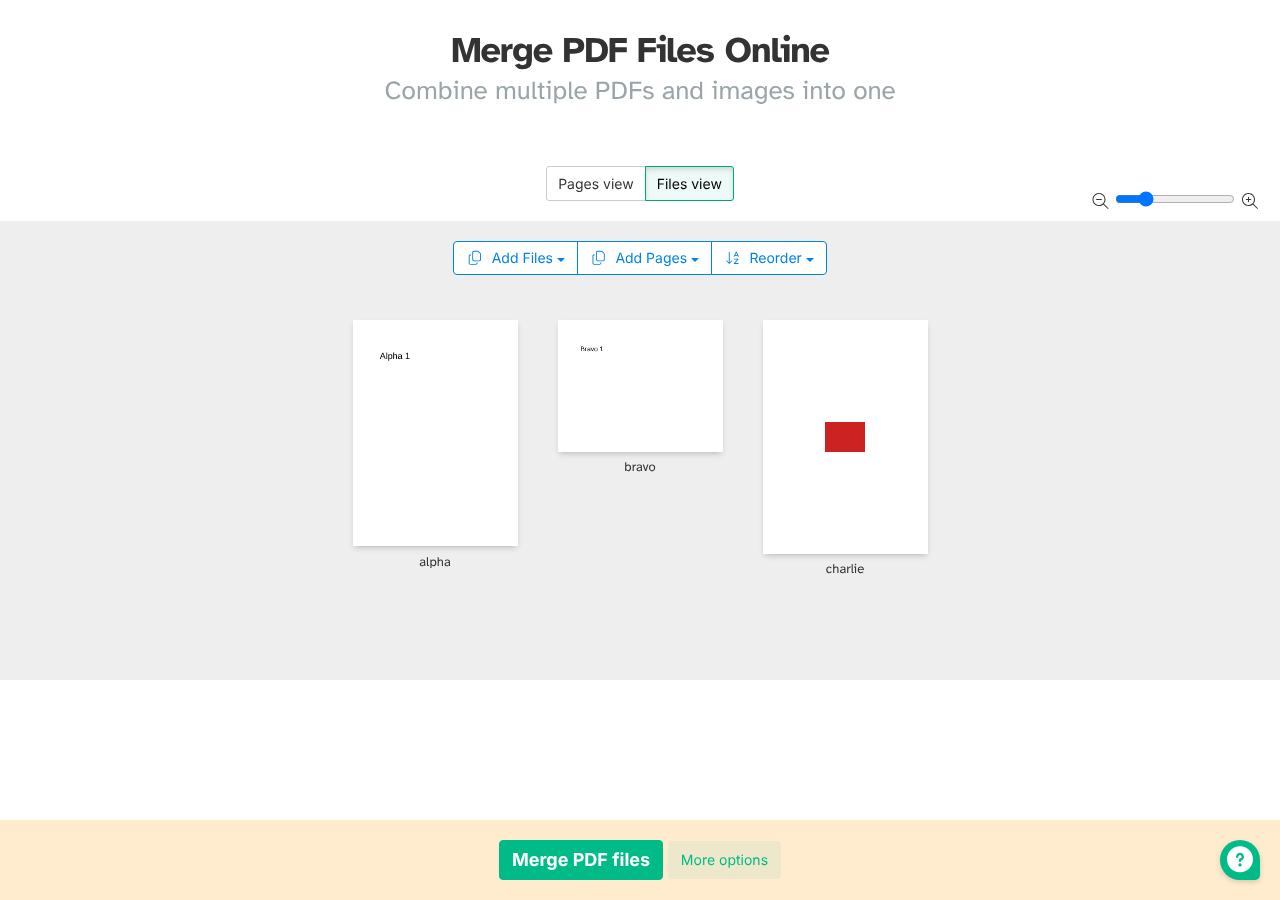 Merge PDF Files Online
Combine multiple PDFs and images into one
Pages view Files view
Add Files Add Pages Reorder
Alpha 1
Bravo 1
bravo
alpha
charlie
Merge PDF files More options